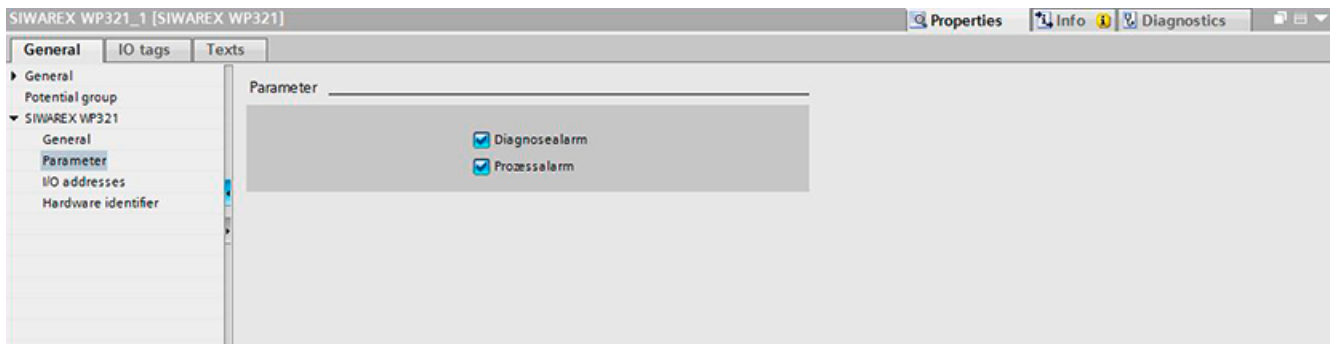 SIWAREX WP321_1 [SIWAREX WP321]
Properties
Info
Diagnostics
General
IO tags
Texts
General
Potential group
SIWAREX WP321
General
Parameter
I/O addresses
Hardware identifier
Parameter
Diagnosealarm
Prozessalarm